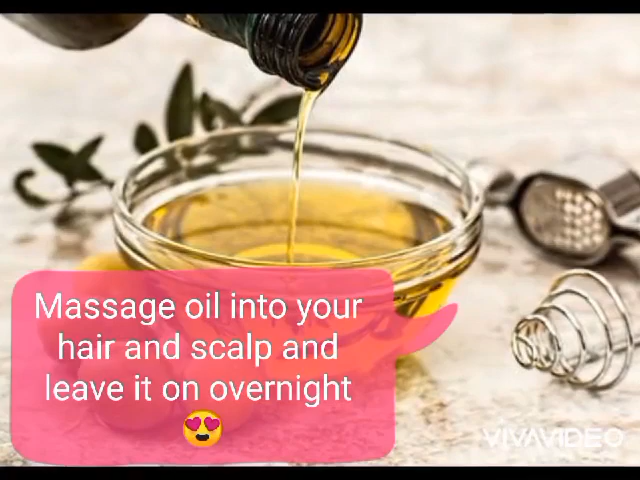 Massage oil into your
hair and scalp and
leave it on overnight
😍
VIVAVIDEO